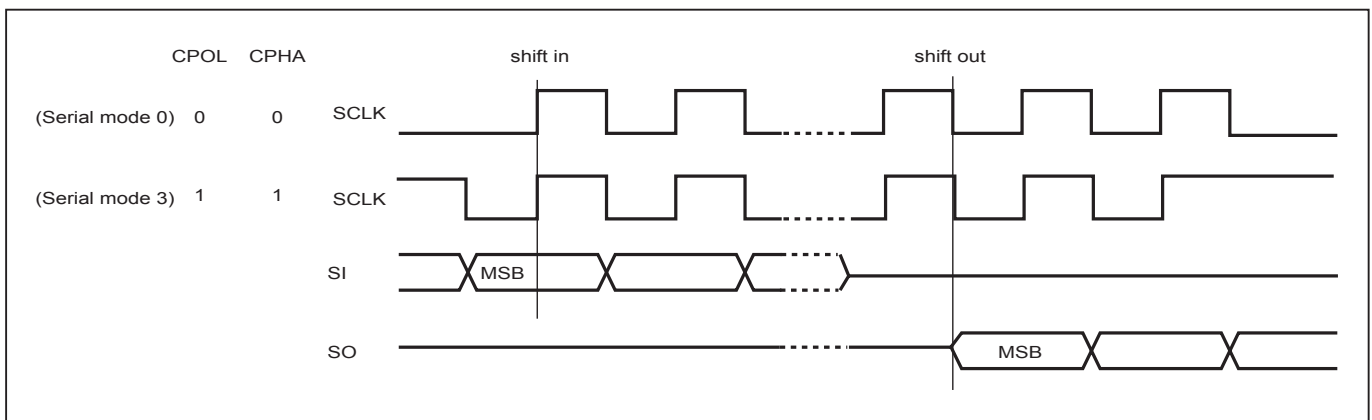 CPOL CPHA shift in shift out
(Serial mode 0) 0 0 SCLK
(Serial mode 3) 1 1 SCLK
SI MSB
SO MSB